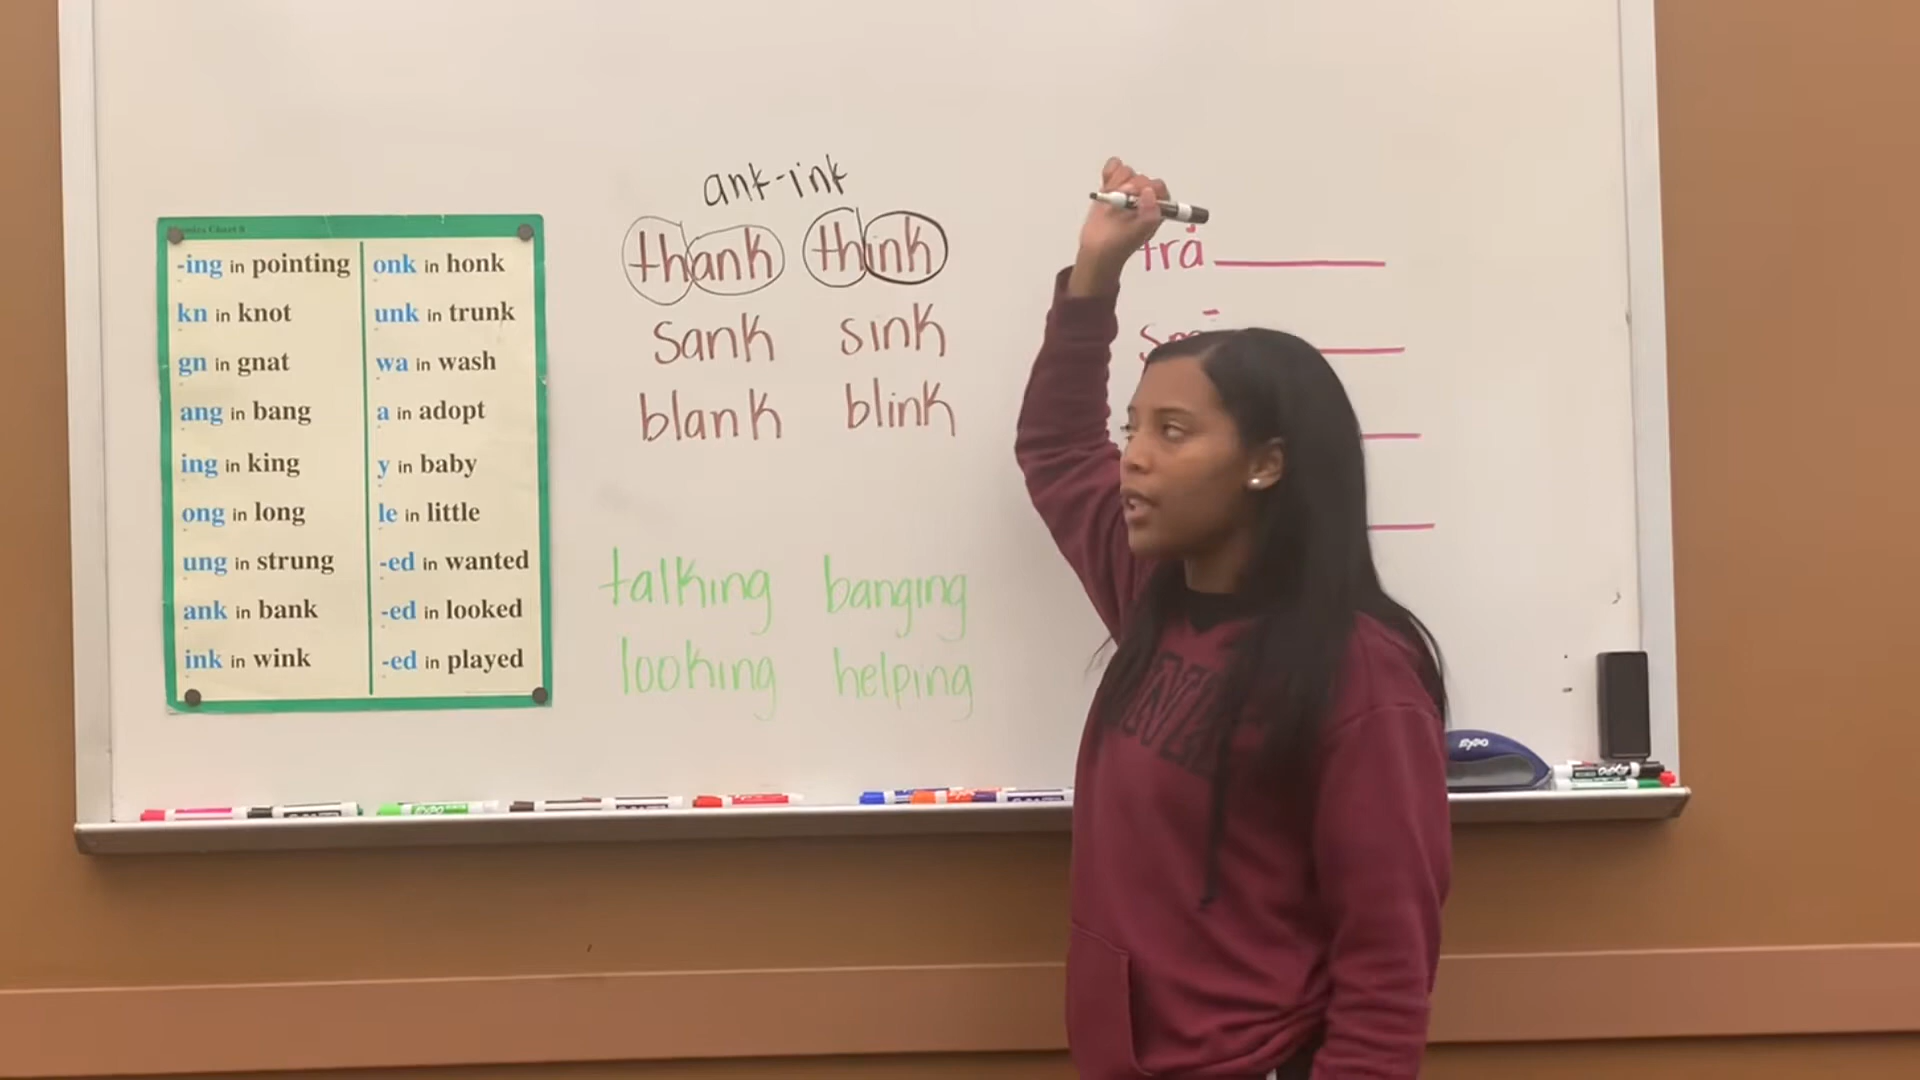 Phonics Chart 8
-ing in pointing
kn in knot
gn in gnat
ang in bang
ing in king
ong in long
ung in strung
ank in bank
ink in wink
onk in honk
unk in trunk
wa in wash
a in adopt
y in baby
le in little
-ed in wanted
-ed in looked
-ed in played
ank-ink
thank think
sank sink
blank blink
talking banging
looking helping
EXPO
EXPO